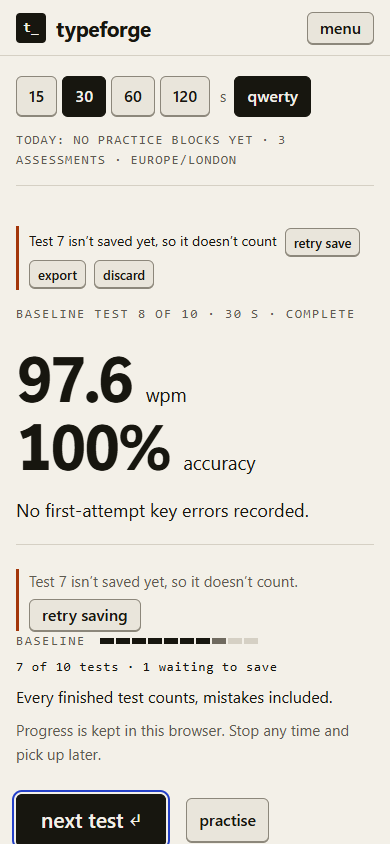 t_ typeforge menu
15 30 60 120 s qwerty
TODAY: NO PRACTICE BLOCKS YET · 3
ASSESSMENTS · EUROPE/LONDON
Test 7 isn’t saved yet, so it doesn’t count retry save
export discard
BASELINE TEST 8 OF 10 · 30 S · COMPLETE
97.6 wpm
100% accuracy
No first-attempt key errors recorded.
Test 7 isn’t saved yet, so it doesn’t count.
retry saving
BASELINE
7 of 10 tests · 1 waiting to save
Every finished test counts, mistakes included.
Progress is kept in this browser. Stop any time and
pick up later.
next test ↵ practise